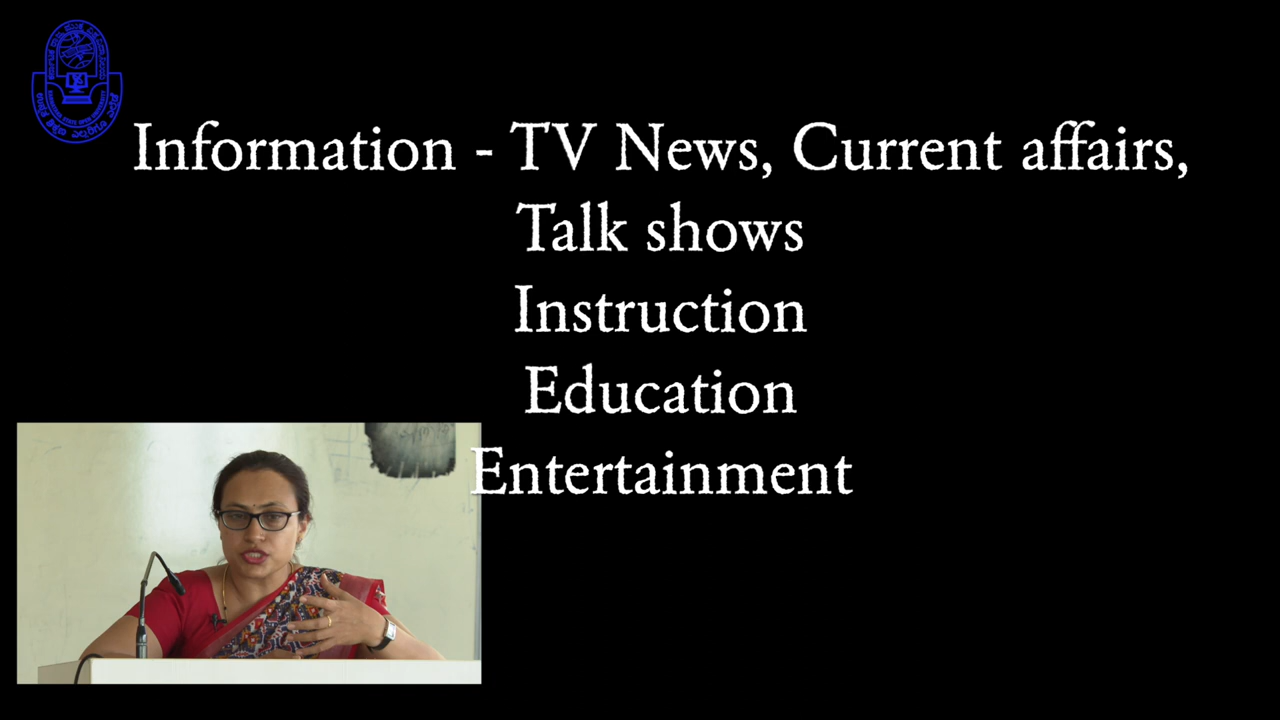 Information - TV News, Current affairs,
Talk shows
Instruction
Education
Entertainment